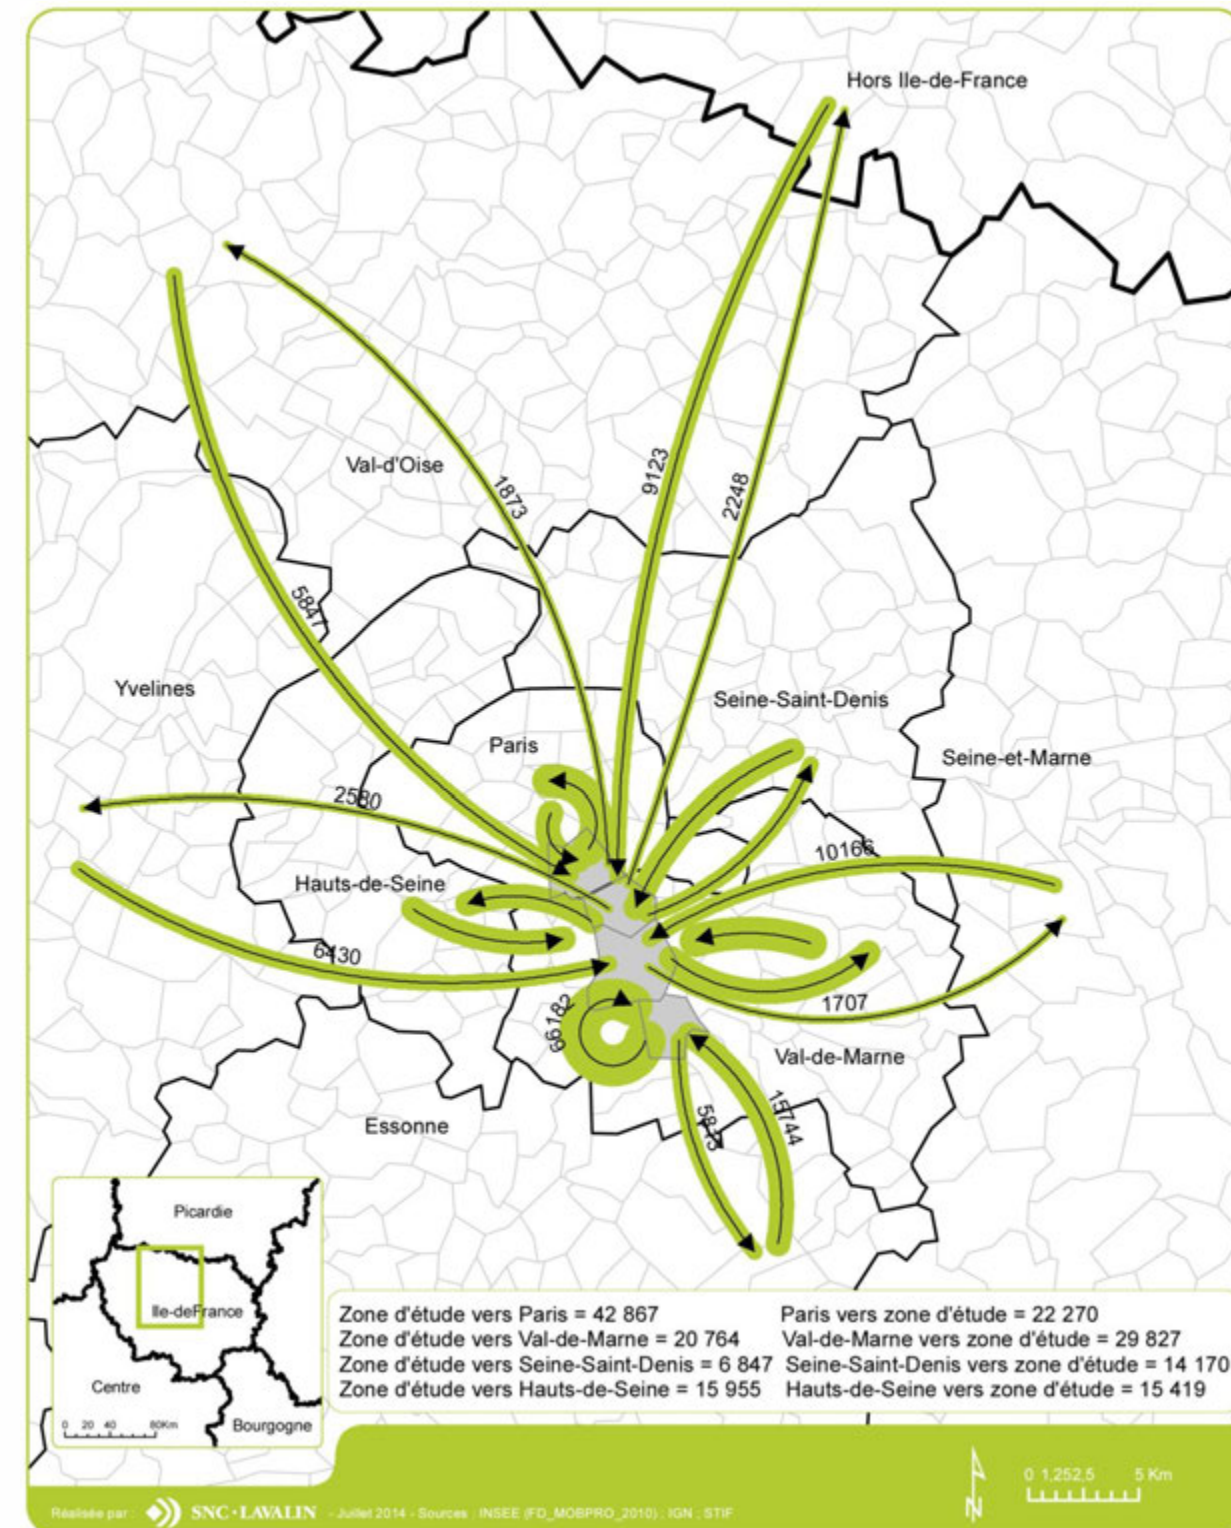 Hors Ile-de-France
Val-d'Oise
1873
9123
2248
5847
Yvelines
Seine-Saint-Denis
Paris
Seine-et-Marne
2580
10166
Hauts-de-Seine
6430
1707
66182
Val-de-Marne
Essonne
15744
Picardie
Ile-deFrance
Centre
Bourgogne
0 20 40 80Km
Zone d'étude vers Paris = 42 867
Paris vers zone d'étude = 22 270
Zone d'étude vers Val-de-Marne = 20 764
Val-de-Marne vers zone d'étude = 29 827
Zone d'étude vers Seine-Saint-Denis = 6 847
Seine-Saint-Denis vers zone d'étude = 14 170
Zone d'étude vers Hauts-de-Seine = 15 955
Hauts-de-Seine vers zone d'étude = 15 419
N
0 1,252,5 5 Km
Réalisée par : SNC·LAVALIN - Juillet 2014 - Sources : INSEE (FD_MOBPRO_2010) ; IGN ; STIF